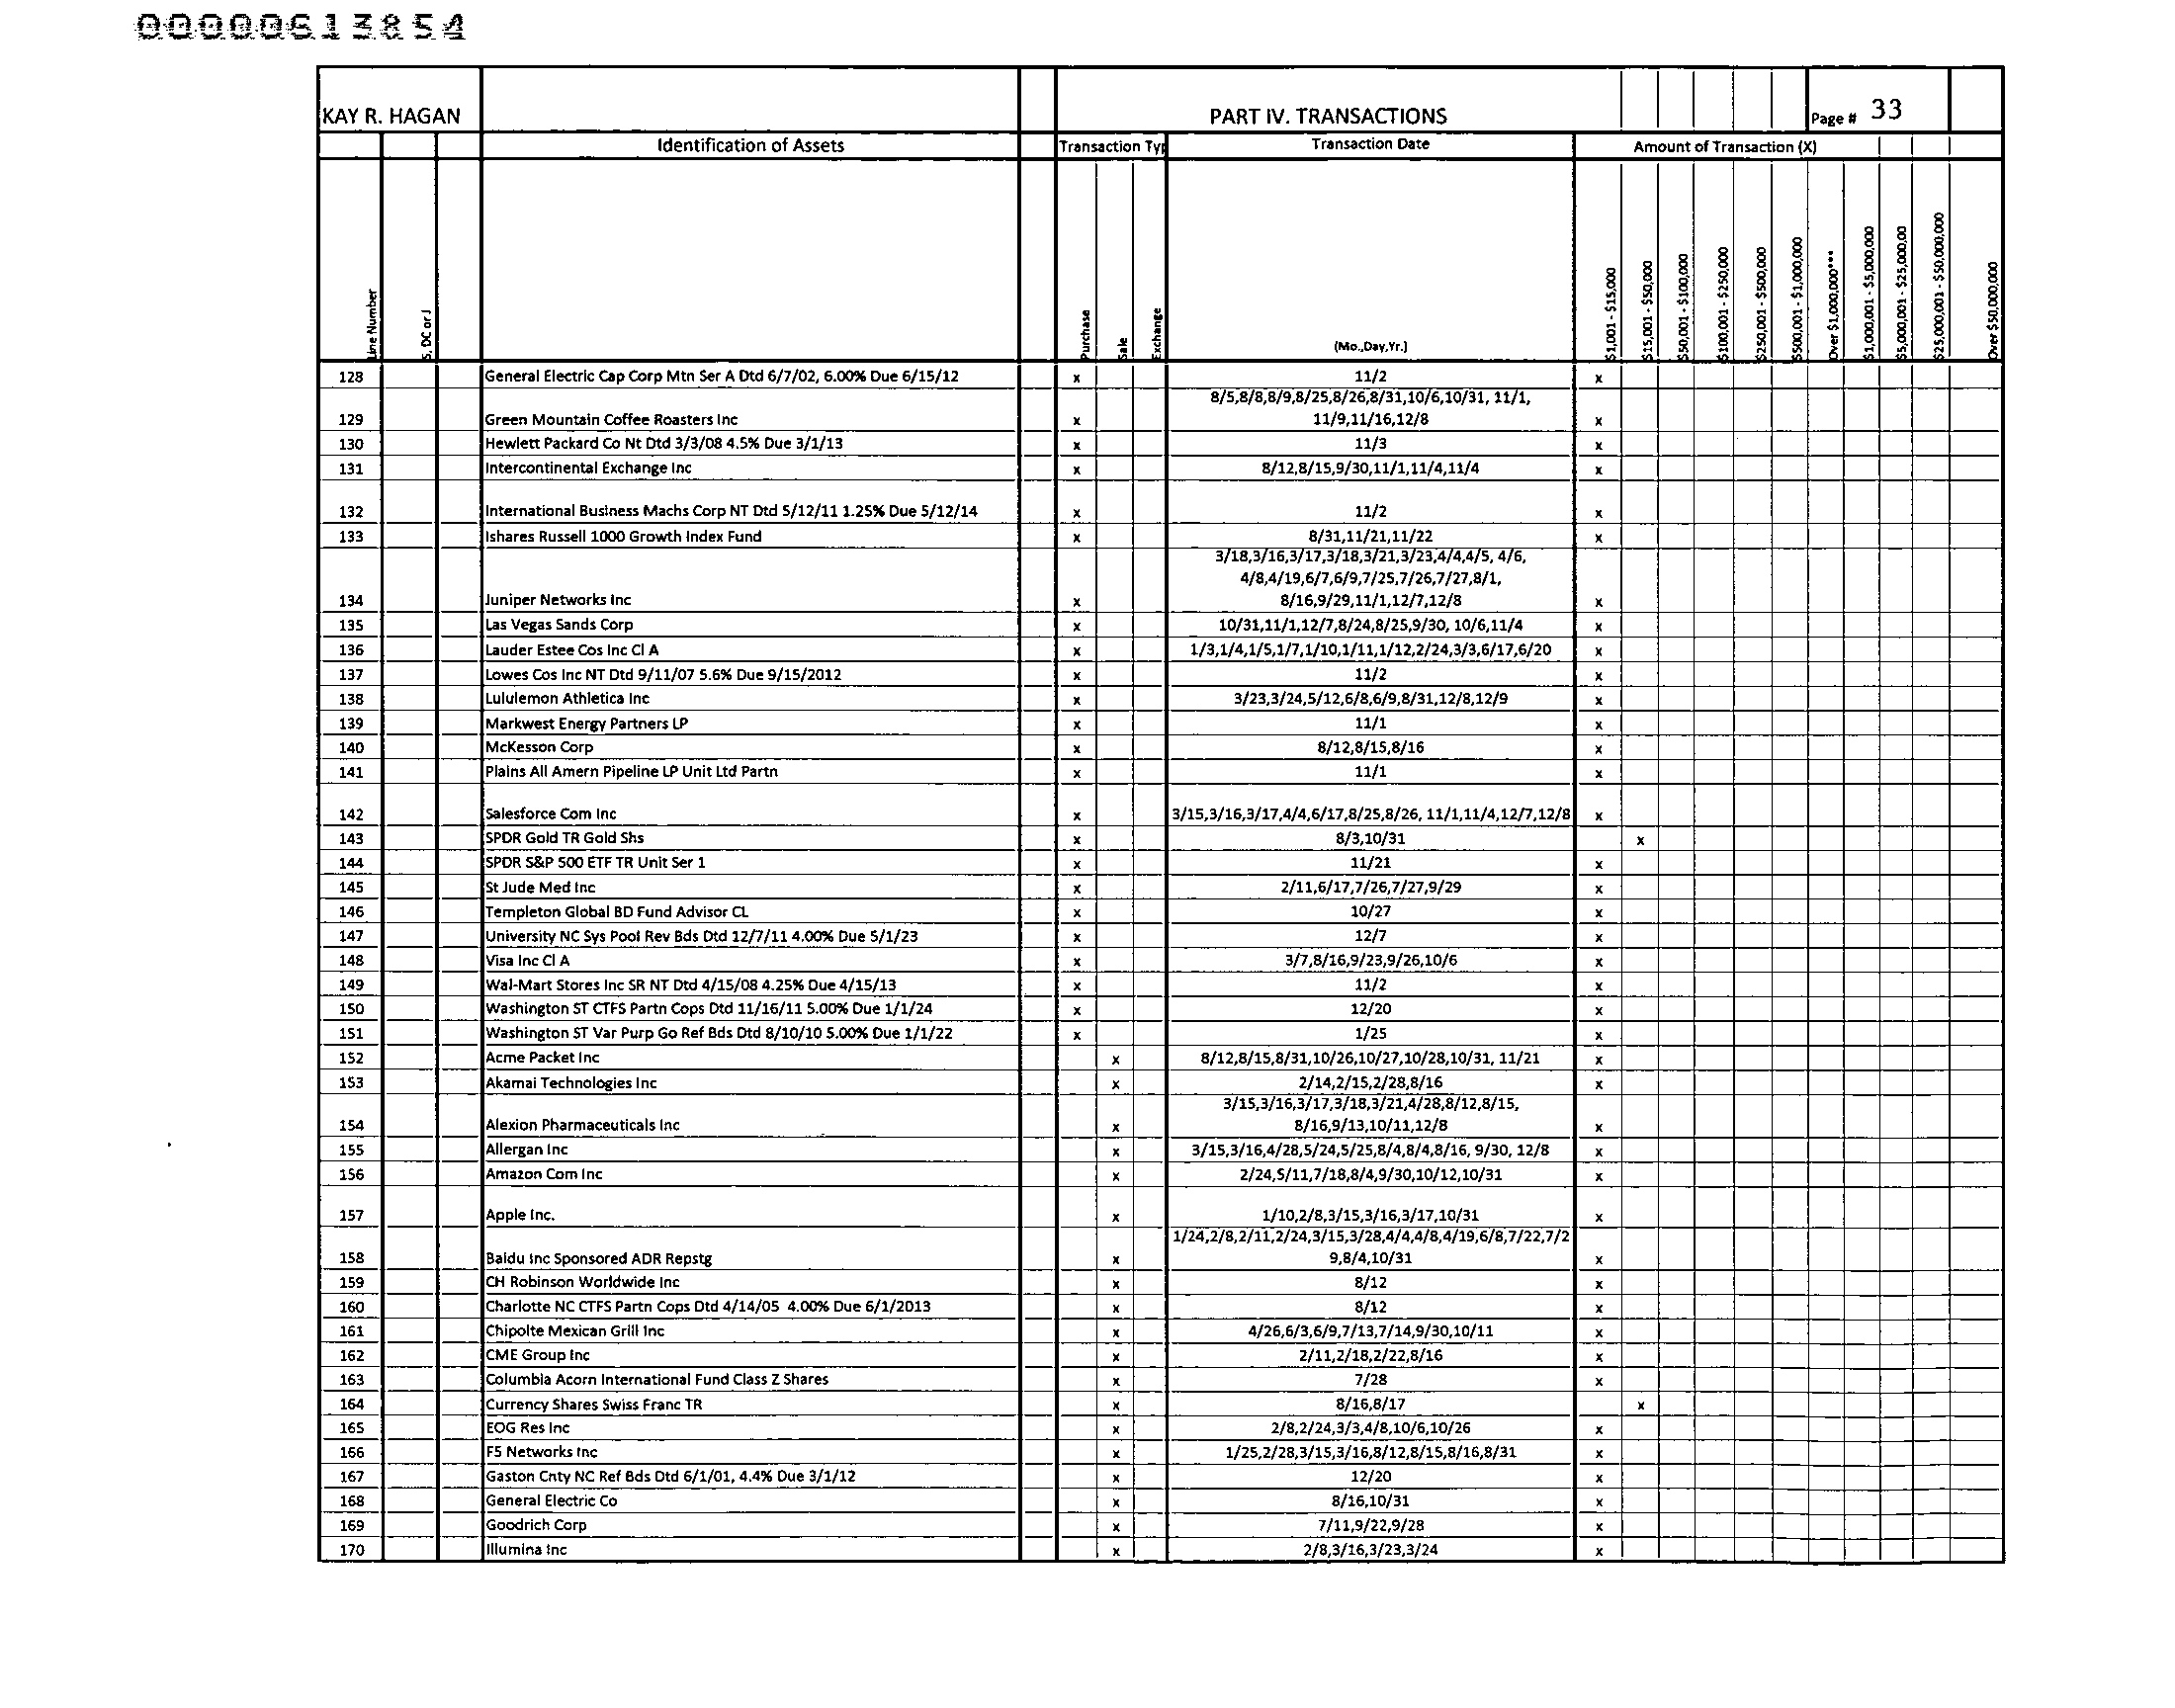 00000613854
KAY R. HAGAN PART IV. TRANSACTIONS Page # 33
Identification of Assets Transaction Typ Transaction Date Amount of Transaction (X)
Line Number S, DC or J Purchase Sale Exchange (Mo.,Day,Yr.) $1,001 - $15,000 $15,001 - $50,000 $50,001 - $100,000 $100,001 - $250,000 $250,001 - $500,000 $500,001 - $1,000,000 Over $1,000,000*** $1,000,001 - $5,000,000 $5,000,001 - $25,000,00 $25,000,001 - $50,000,000 Over $50,000,000
128 General Electric Cap Corp Mtn Ser A Dtd 6/7/02, 6.00% Due 6/15/12 x 11/2 x
8/5,8/8,8/9,8/25,8/26,8/31,10/6,10/31, 11/1,
129 Green Mountain Coffee Roasters Inc x 11/9,11/16,12/8 x
130 Hewlett Packard Co Nt Dtd 3/3/08 4.5% Due 3/1/13 x 11/3 x
131 Intercontinental Exchange Inc x 8/12,8/15,9/30,11/1,11/4,11/4 x
132 International Business Machs Corp NT Dtd 5/12/11 1.25% Due 5/12/14 x 11/2 x
133 Ishares Russell 1000 Growth Index Fund x 8/31,11/21,11/22 x
3/18,3/16,3/17,3/18,3/21,3/23,4/4,4/5, 4/6,
4/8,4/19,6/7,6/9,7/25,7/26,7/27,8/1,
134 Juniper Networks Inc x 8/16,9/29,11/1,12/7,12/8 x
135 Las Vegas Sands Corp x 10/31,11/1,12/7,8/24,8/25,9/30, 10/6,11/4 x
136 Lauder Estee Cos Inc Cl A x 1/3,1/4,1/5,1/7,1/10,1/11,1/12,2/24,3/3,6/17,6/20 x
137 Lowes Cos Inc NT Dtd 9/11/07 5.6% Due 9/15/2012 x 11/2 x
138 Lululemon Athletica Inc x 3/23,3/24,5/12,6/8,6/9,8/31,12/8,12/9 x
139 Markwest Energy Partners LP x 11/1 x
140 McKesson Corp x 8/12,8/15,8/16 x
141 Plains All Amern Pipeline LP Unit Ltd Partn x 11/1 x
142 Salesforce Com Inc x 3/15,3/16,3/17,4/4,6/17,8/25,8/26, 11/1,11/4,12/7,12/8 x
143 SPDR Gold TR Gold Shs x 8/3,10/31 x
144 SPDR S&P 500 ETF TR Unit Ser 1 x 11/21 x
145 St Jude Med Inc x 2/11,6/17,7/26,7/27,9/29 x
146 Templeton Global BD Fund Advisor CL x 10/27 x
147 University NC Sys Pool Rev Bds Dtd 12/7/11 4.00% Due 5/1/23 x 12/7 x
148 Visa Inc Cl A x 3/7,8/16,9/23,9/26,10/6 x
149 Wal-Mart Stores Inc SR NT Dtd 4/15/08 4.25% Due 4/15/13 x 11/2 x
150 Washington ST CTFS Partn Cops Dtd 11/16/11 5.00% Due 1/1/24 x 12/20 x
151 Washington ST Var Purp Go Ref Bds Dtd 8/10/10 5.00% Due 1/1/22 x 1/25 x
152 Acme Packet Inc x 8/12,8/15,8/31,10/26,10/27,10/28,10/31, 11/21 x
153 Akamai Technologies Inc x 2/14,2/15,2/28,8/16 x
3/15,3/16,3/17,3/18,3/21,4/28,8/12,8/15,
154 Alexion Pharmaceuticals Inc x 8/16,9/13,10/11,12/8 x
155 Allergan Inc x 3/15,3/16,4/28,5/24,5/25,8/4,8/4,8/16, 9/30, 12/8 x
156 Amazon Com Inc x 2/24,5/11,7/18,8/4,9/30,10/12,10/31 x
157 Apple Inc. x 1/10,2/8,3/15,3/16,3/17,10/31 x
1/24,2/8,2/11,2/24,3/15,3/28,4/4,4/8,4/19,6/8,7/22,7/2
158 Baidu Inc Sponsored ADR Repstg x 9,8/4,10/31 x
159 CH Robinson Worldwide Inc x 8/12 x
160 Charlotte NC CTFS Partn Cops Dtd 4/14/05 4.00% Due 6/1/2013 x 8/12 x
161 Chipolte Mexican Grill Inc x 4/26,6/3,6/9,7/13,7/14,9/30,10/11 x
162 CME Group Inc x 2/11,2/18,2/22,8/16 x
163 Columbia Acorn International Fund Class Z Shares x 7/28 x
164 Currency Shares Swiss Franc TR x 8/16,8/17 x
165 EOG Res Inc x 2/8,2/24,3/3,4/8,10/6,10/26 x
166 F5 Networks Inc x 1/25,2/28,3/15,3/16,8/12,8/15,8/16,8/31 x
167 Gaston Cnty NC Ref Bds Dtd 6/1/01, 4.4% Due 3/1/12 x 12/20 x
168 General Electric Co x 8/16,10/31 x
169 Goodrich Corp x 7/11,9/22,9/28 x
170 Illumina Inc x 2/8,3/16,3/23,3/24 x